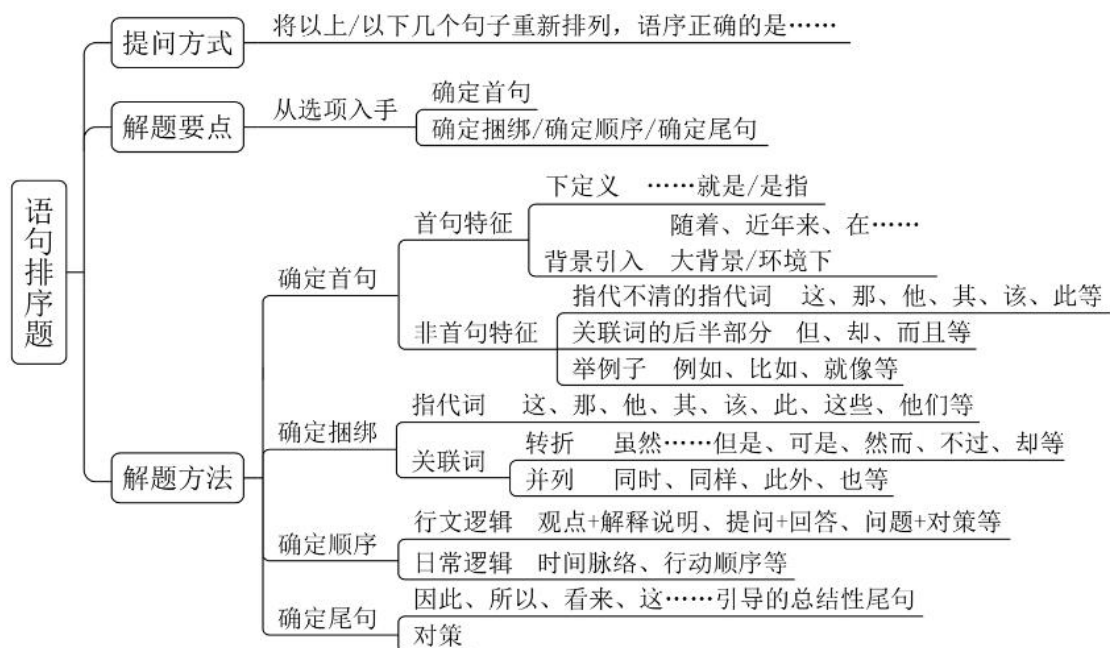 语句排序题
提问方式
将以上/以下几个句子重新排列，语序正确的是……
解题要点
从选项入手
确定首句
确定捆绑/确定顺序/确定尾句
解题方法
确定首句
首句特征
下定义 ……就是/是指
背景引入
随着、近年来、在……
大背景/环境下
非首句特征
指代不清的指代词 这、那、他、其、该、此等
关联词的后半部分 但、却、而且等
举例子 例如、比如、就像等
确定捆绑
指代词 这、那、他、其、该、此、这些、他们等
关联词
转折 虽然……但是、可是、然而、不过、却等
并列 同时、同样、此外、也等
确定顺序
行文逻辑 观点+解释说明、提问+回答、问题+对策等
日常逻辑 时间脉络、行动顺序等
确定尾句
因此、所以、看来、这……引导的总结性尾句
对策